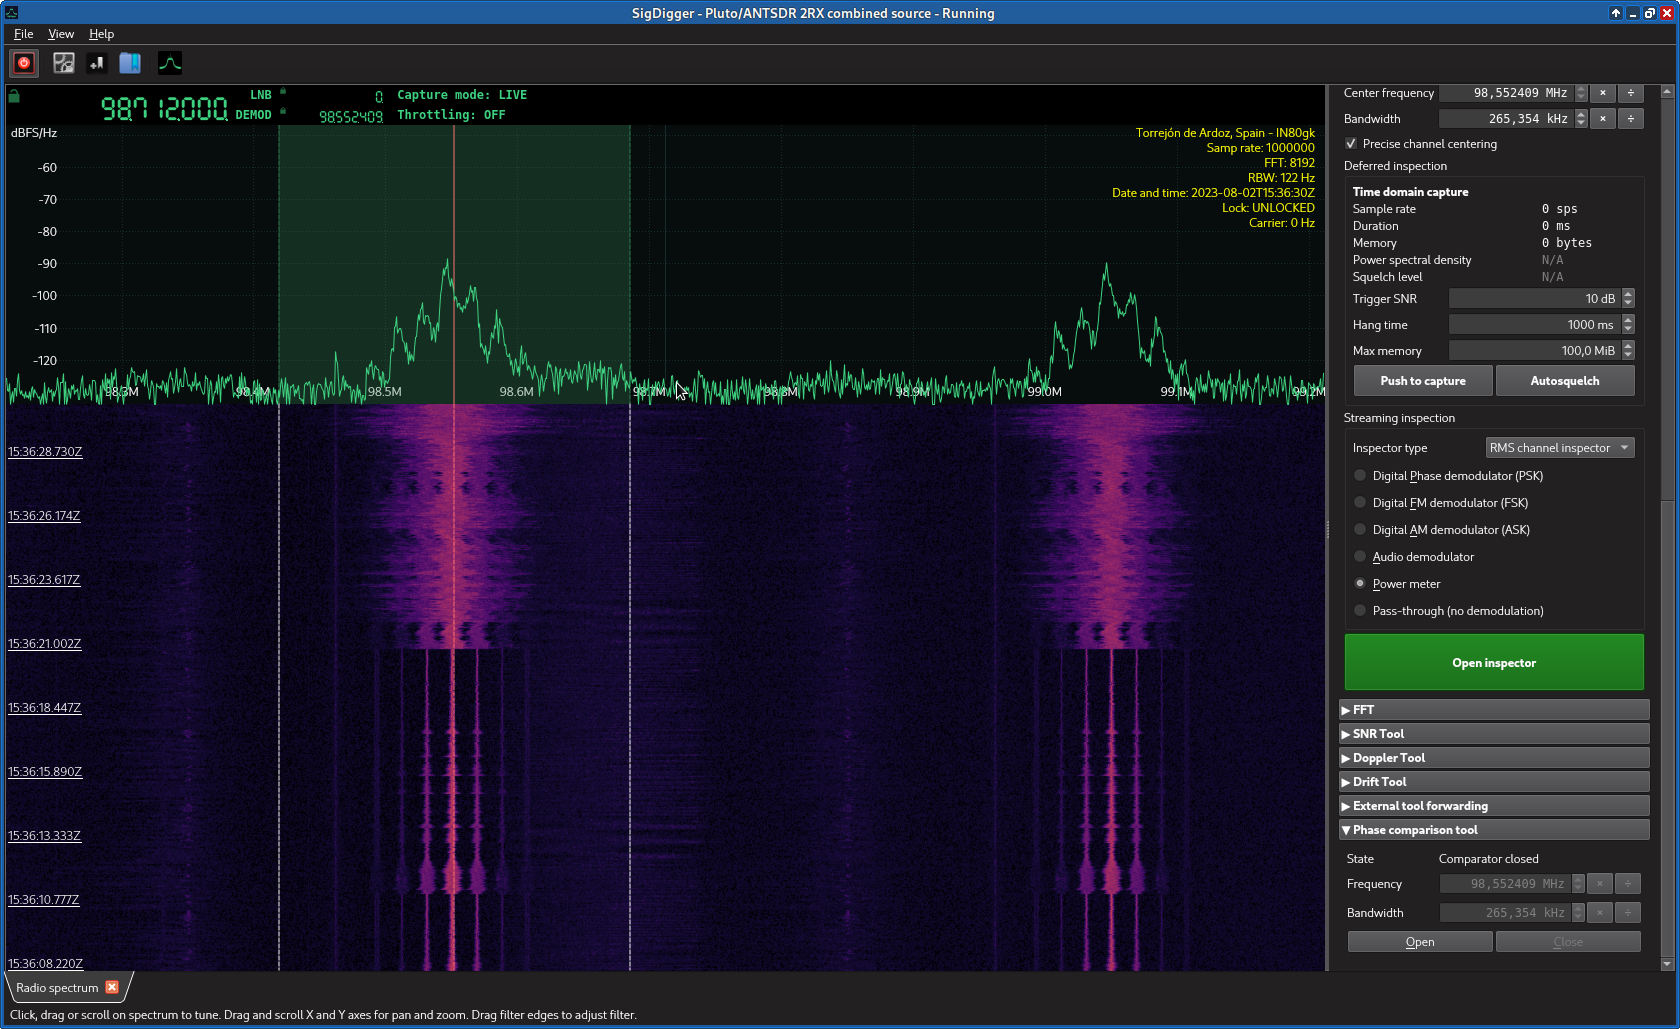 SigDigger - Pluto/ANTSDR 2RX combined source - Running
File View Help
98.712.000 LNB 0. Capture mode: LIVE
DEMOD 98.552.409 Throttling: OFF
dBFS/Hz
-60
-70
-80
-90
-100
-110
-120
Torrejón de Ardoz, Spain - IN80gk
Samp rate: 1000000
FFT: 8192
RBW: 122 Hz
Date and time: 2023-08-02T15:36:30Z
Lock: UNLOCKED
Carrier: 0 Hz
98.3M 98.4M 98.5M 98.6M 98.7M 98.8M 98.9M 99.0M 99.1M 99.2M
15:36:28.730Z
15:36:26.174Z
15:36:23.617Z
15:36:21.002Z
15:36:18.447Z
15:36:15.890Z
15:36:13.333Z
15:36:10.777Z
15:36:08.220Z
Center frequency 98,552409 MHz × ÷
Bandwidth 265,354 kHz × ÷
Precise channel centering
Deferred inspection
Time domain capture
Sample rate 0 sps
Duration 0 ms
Memory 0 bytes
Power spectral density N/A
Squelch level N/A
Trigger SNR 10 dB
Hang time 1000 ms
Max memory 100,0 MiB
Push to capture Autosquelch
Streaming inspection
Inspector type RMS channel inspector
Digital Phase demodulator (PSK)
Digital FM demodulator (FSK)
Digital AM demodulator (ASK)
Audio demodulator
Power meter
Pass-through (no demodulation)
Open inspector
FFT
SNR Tool
Doppler Tool
Drift Tool
External tool forwarding
Phase comparison tool
State Comparator closed
Frequency 98,552409 MHz × ÷
Bandwidth 265,354 kHz × ÷
Open Close
Radio spectrum
Click, drag or scroll on spectrum to tune. Drag and scroll X and Y axes for pan and zoom. Drag filter edges to adjust filter.